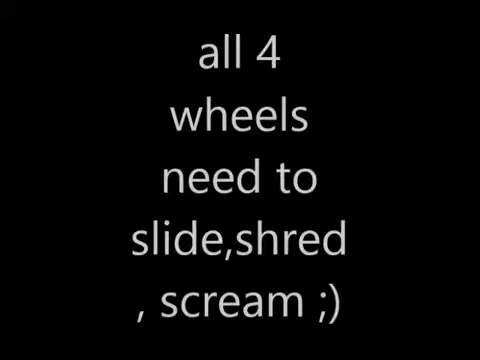 all 4
wheels
need to
slide,shred
, scream ;)